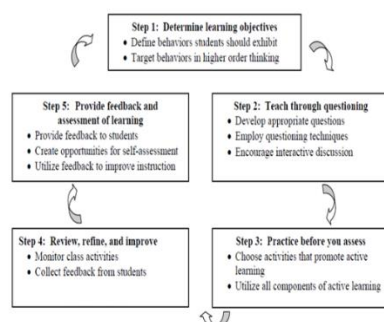 Step 1: Determine learning objectives
• Define behaviors students should exhibit
• Target behaviors in higher order thinking
Step 2: Teach through questioning
• Develop appropriate questions
• Employ questioning techniques
• Encourage interactive discussion
Step 3: Practice before you assess
• Choose activities that promote active
learning
• Utilize all components of active learning
Step 4: Review, refine, and improve
• Monitor class activities
• Collect feedback from students
Step 5: Provide feedback and
assessment of learning
• Provide feedback to students
• Create opportunities for self-assessment
• Utilize feedback to improve instruction